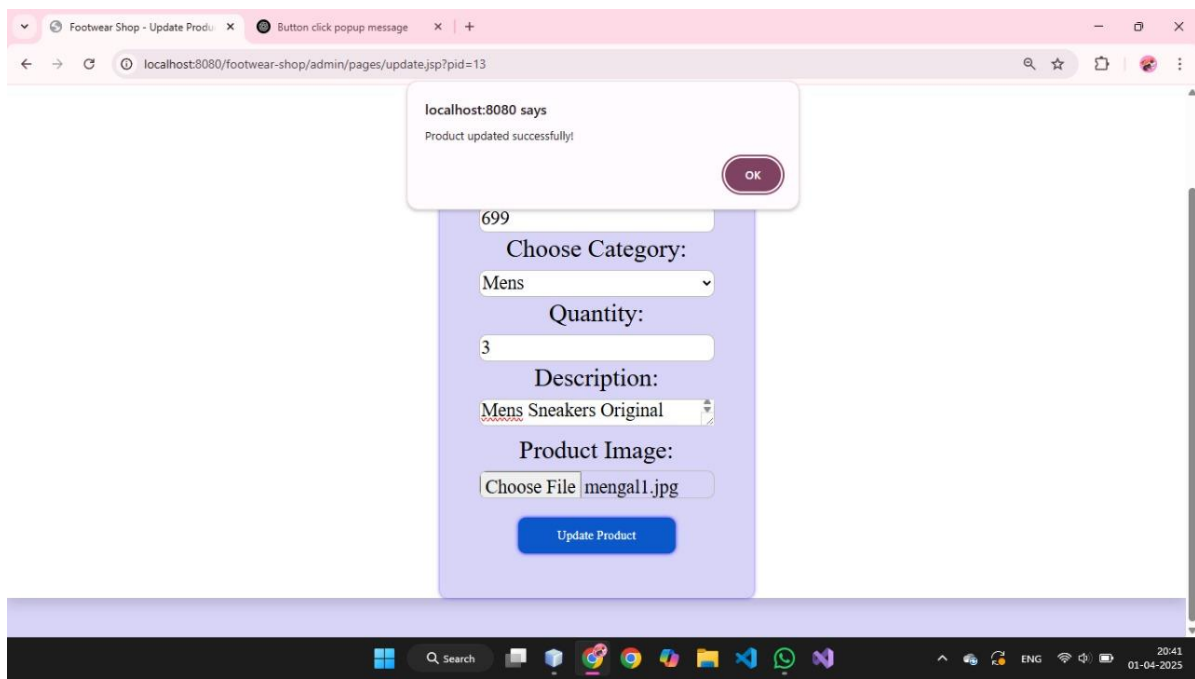 Footwear Shop - Update Produ
Button click popup message
localhost:8080/footwear-shop/admin/pages/update.jsp?pid=13
localhost:8080 says
Product updated successfully!
OK
699
Choose Category:
Mens
Quantity:
3
Description:
Mens Sneakers Original
Product Image:
Choose File mengal1.jpg
Update Product
Search
ENG
20:41
01-04-2025